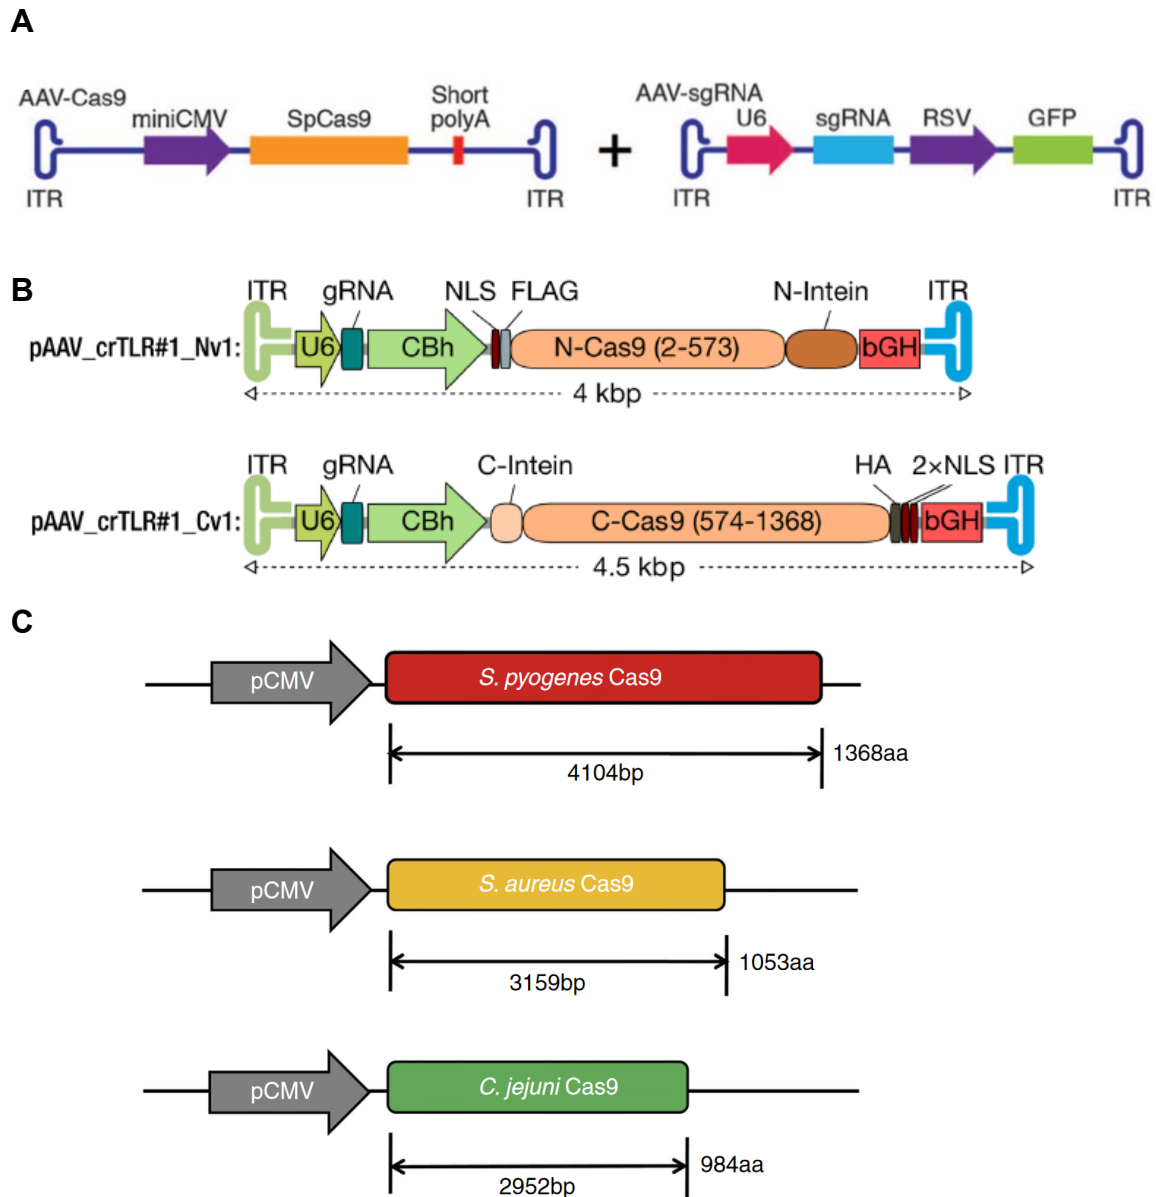 A
AAV-Cas9
miniCMV
SpCas9
Short
polyA
ITR
ITR
+
AAV-sgRNA
U6
sgRNA
RSV
GFP
ITR
ITR
B
ITR
gRNA
NLS
FLAG
N-Intein
ITR
pAAV_crTLR#1_Nv1:
U6
CBh
N-Cas9 (2-573)
bGH
4 kbp
ITR
gRNA
C-Intein
HA
2×NLS
ITR
pAAV_crTLR#1_Cv1:
U6
CBh
C-Cas9 (574-1368)
bGH
4.5 kbp
C
pCMV
S. pyogenes Cas9
4104bp
1368aa
pCMV
S. aureus Cas9
3159bp
1053aa
pCMV
C. jejuni Cas9
2952bp
984aa